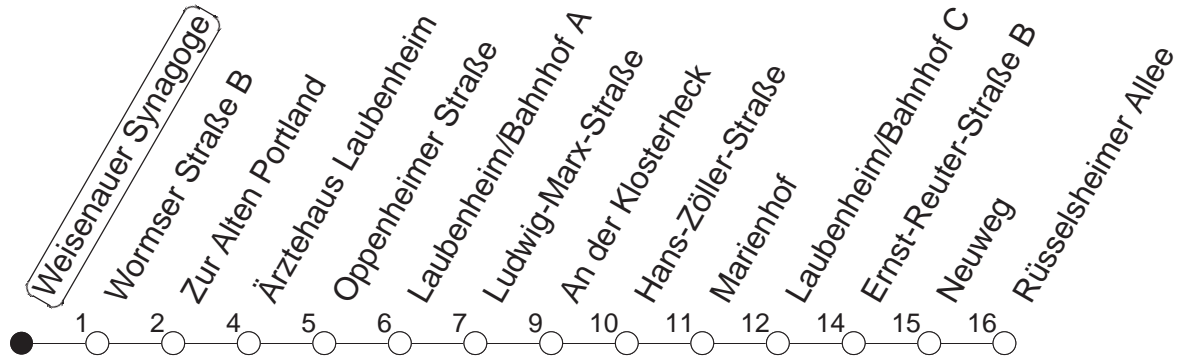 Weisenauer Synagoge
Wormser Straße B
Zur Alten Portland
Ärztehaus Laubenheim
Oppenheimer Straße
Laubenheim/Bahnhof A
Ludwig-Marx-Straße
An der Klosterheck
Hans-Zöller-Straße
Marienhof
Laubenheim/Bahnhof C
Ernst-Reuter-Straße B
Neuweg
Rüsselsheimer Allee
1 2 4 5 6 7 9 10 11 12 14 15 16